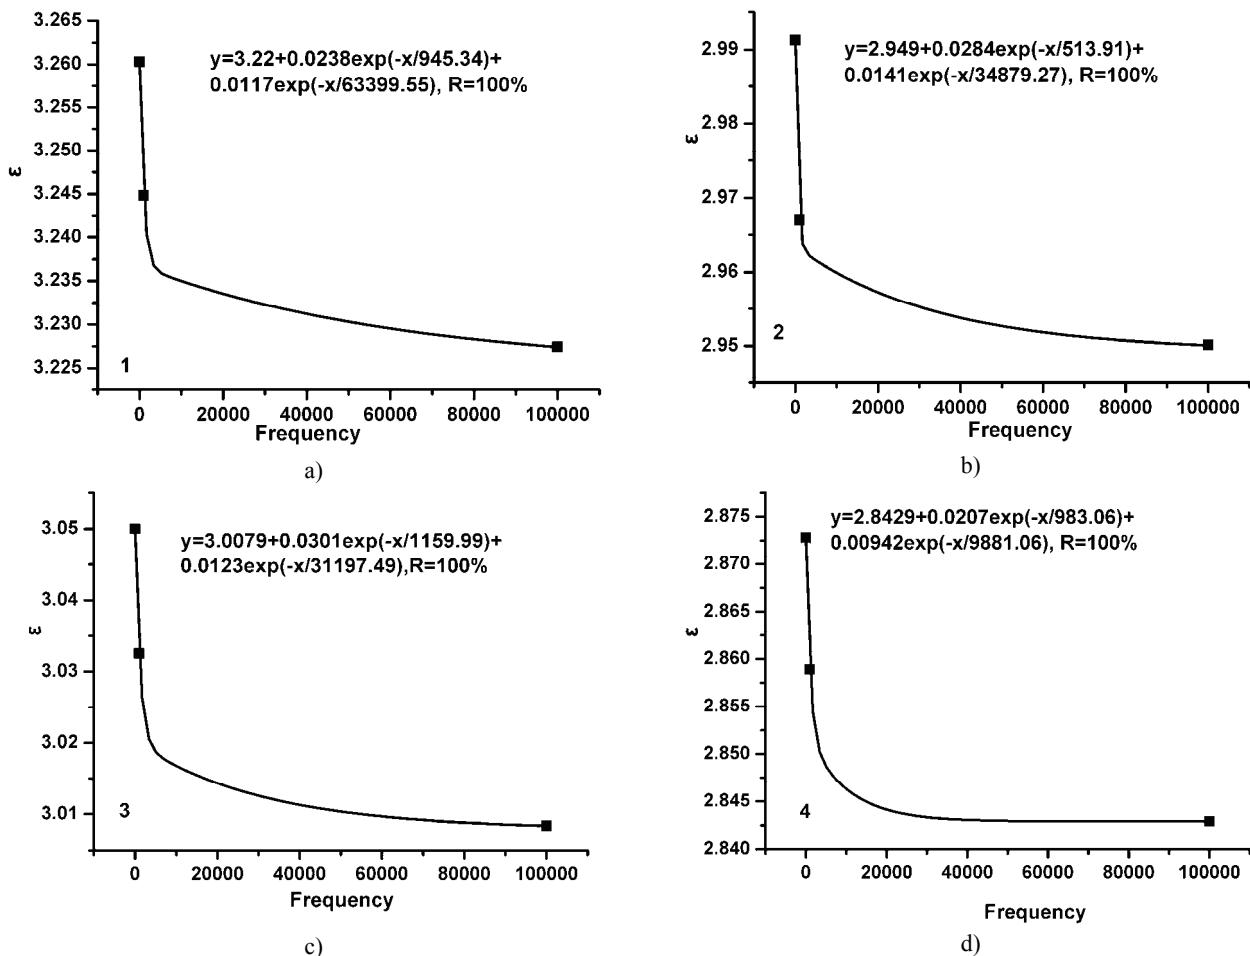 3.265
3.260
3.255
3.250
3.245
3.240
3.235
3.230
3.225
ε
y=3.22+0.0238exp(-x/945.34)+
0.0117exp(-x/63399.55), R=100%
1
0 20000 40000 60000 80000 100000
Frequency
a)
2.99
2.98
2.97
2.96
2.95
ε
y=2.949+0.0284exp(-x/513.91)+
0.0141exp(-x/34879.27), R=100%
2
0 20000 40000 60000 80000 100000
Frequency
b)
3.05
3.04
3.03
3.02
3.01
ε
y=3.0079+0.0301exp(-x/1159.99)+
0.0123exp(-x/31197.49),R=100%
3
0 20000 40000 60000 80000 100000
Frequency
c)
2.875
2.870
2.865
2.860
2.855
2.850
2.845
2.840
ε
y=2.8429+0.0207exp(-x/983.06)+
0.00942exp(-x/9881.06), R=100%
4
0 20000 40000 60000 80000 100000
Frequency
d)